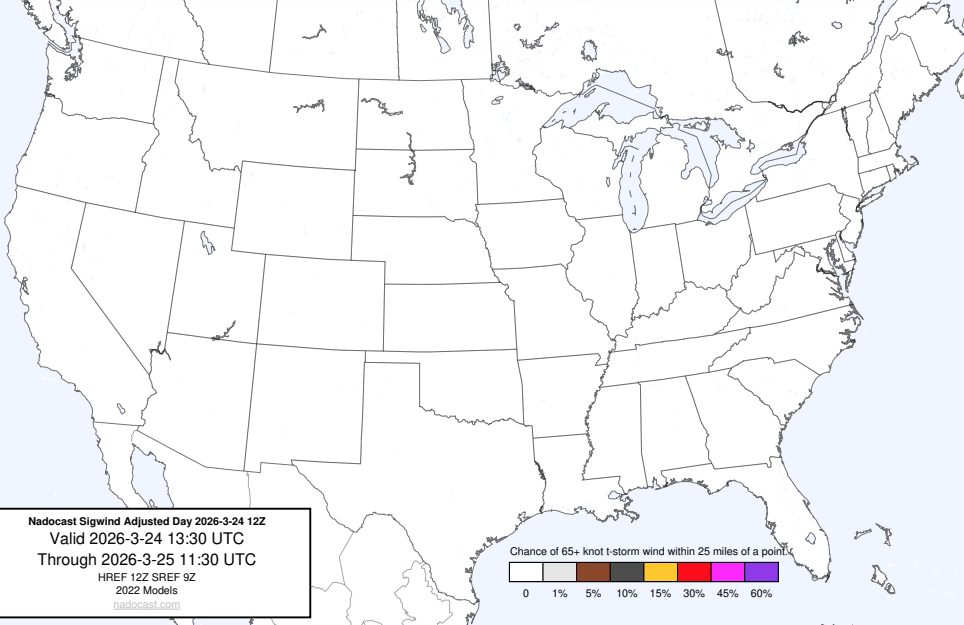 Nadocast Sigwind Adjusted Day 2026-3-24 12Z
Valid 2026-3-24 13:30 UTC
Through 2026-3-25 11:30 UTC
HREF 12Z SREF 9Z
2022 Models
nadocast.com
Chance of 65+ knot t-storm wind within 25 miles of a point.
0 1% 5% 10% 15% 30% 45% 60%